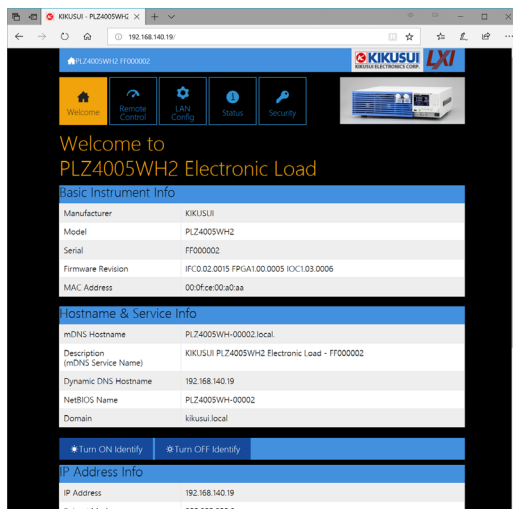 KIKUSUI - PLZ4005WH2
192.168.140.19/
PLZ4005WH2 FF000002
KIKUSUI
KIKUSUI ELECTRONICS CORP.
LXI
Welcome
Remote Control
LAN Config
Status
Security
Welcome to
PLZ4005WH2 Electronic Load
Basic Instrument Info
Manufacturer KIKUSUI
Model PLZ4005WH2
Serial FF000002
Firmware Revision IFC0.02.0015 FPGA1.00.0005 IOC1.03.0006
MAC Address 00:0f:ce:00:a0:aa
Hostname & Service Info
mDNS Hostname PLZ4005WH-00002.local.
Description
(mDNS Service Name) KIKUSUI PLZ4005WH2 Electronic Load - FF000002
Dynamic DNS Hostname 192.168.140.19
NetBIOS Name PLZ4005WH-00002
Domain kikusui.local
Turn ON Identify Turn OFF Identify
IP Address Info
IP Address 192.168.140.19